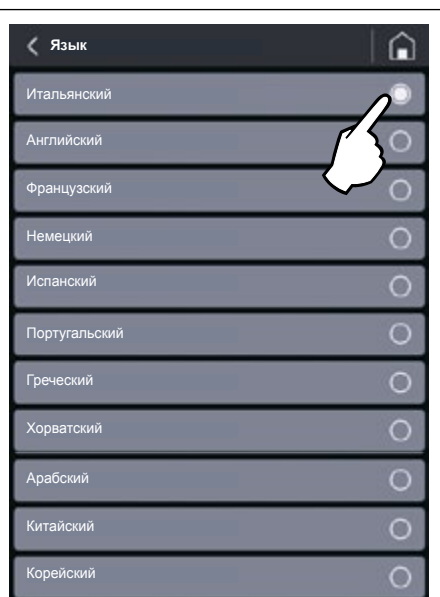 Язык
Итальянский
Английский
Французский
Немецкий
Испанский
Португальский
Греческий
Хорватский
Арабский
Китайский
Корейский